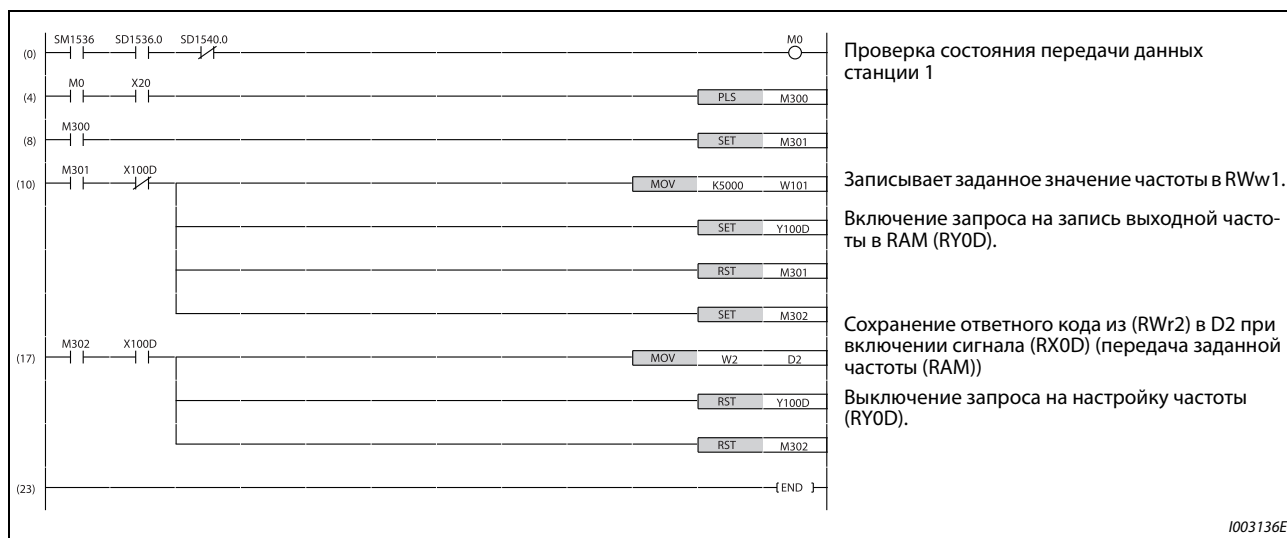 SM1536 SD1536.0 SD1540.0 M0
(0)
Проверка состояния передачи данных
станции 1
M0 X20
(4) PLS M300
M300
(8) SET M301
M301 X100D
(10) MOV K5000 W101
Записывает заданное значение частоты в RWw1.
SET Y100D
Включение запроса на запись выходной часто-
ты в RAM (RY0D).
RST M301
SET M302
Сохранение ответного кода из (RWr2) в D2 при
включении сигнала (RX0D) (передача заданной
частоты (RAM))
M302 X100D
(17) MOV W2 D2
RST Y100D
Выключение запроса на настройку частоты
(RY0D).
RST M302
(23) END
I003136E